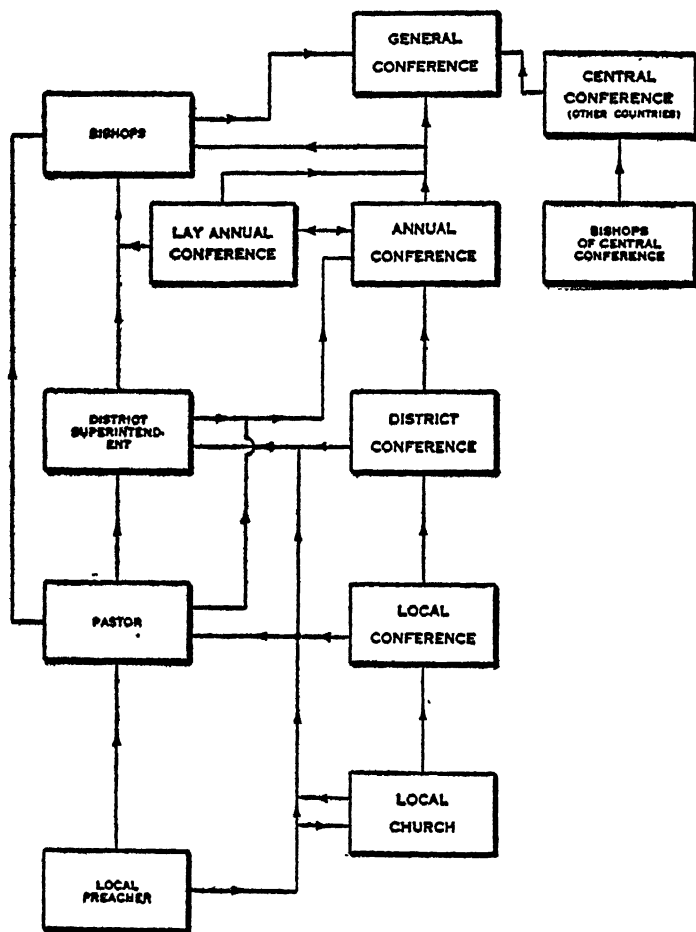 GENERAL
CONFERENCE
CENTRAL
CONFERENCE
(OTHER COUNTRIES)
BISHOPS
LAY ANNUAL
CONFERENCE
ANNUAL
CONFERENCE
BISHOPS
OF CENTRAL
CONFERENCE
DISTRICT
SUPERINTEND-
ENT
DISTRICT
CONFERENCE
PASTOR
LOCAL
CONFERENCE
LOCAL
CHURCH
LOCAL
PREACHER